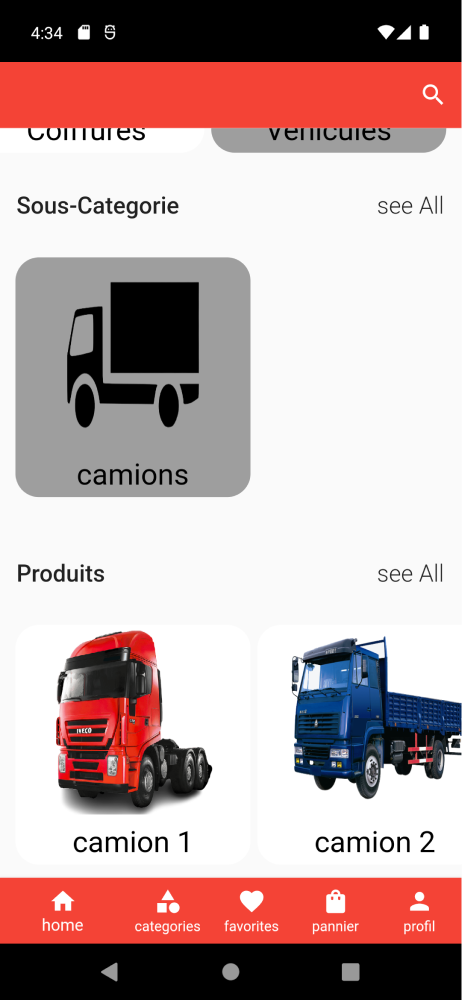 4:34
Coiffures
Vehicules
Sous-Categorie
see All
camions
Produits
see All
IVECO
camion 1
camion 2
home
categories
favorites
pannier
profil